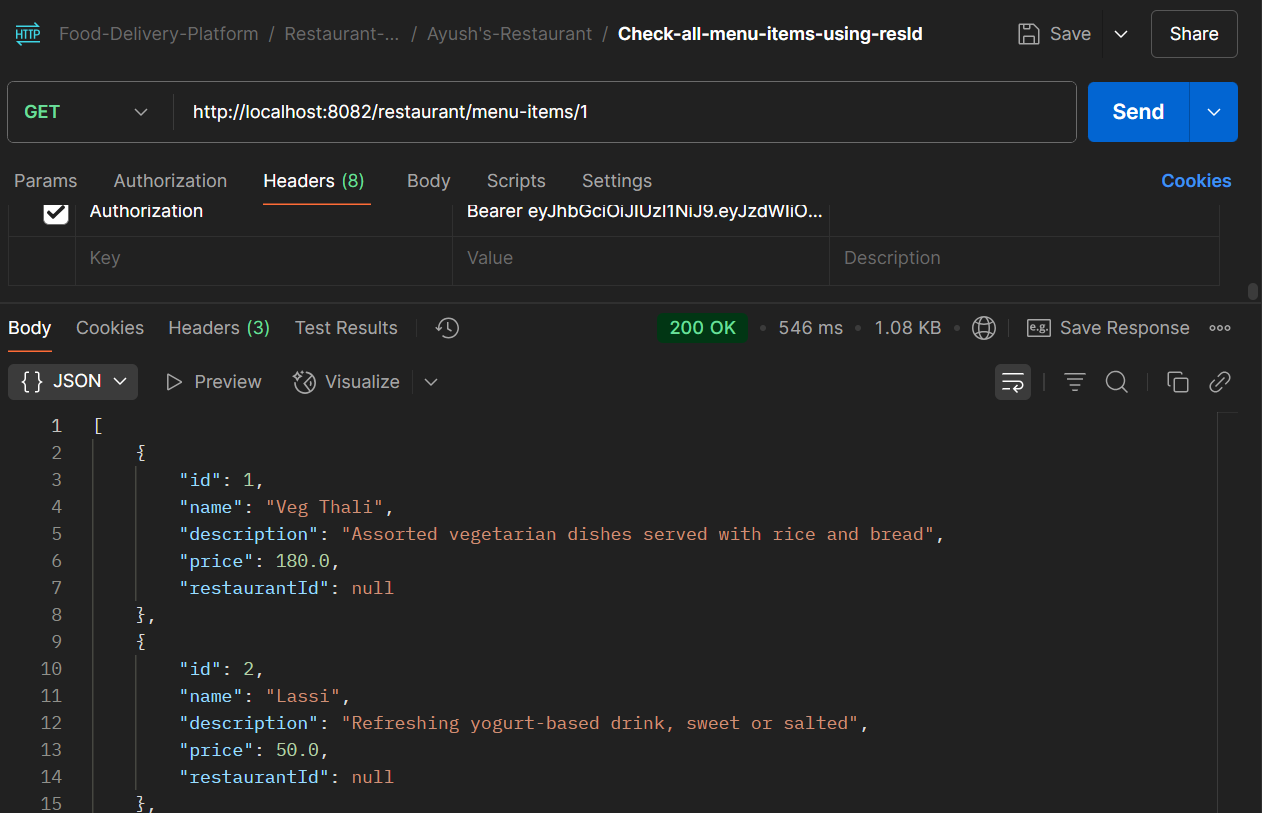 HTTP Food-Delivery-Platform / Restaurant-... / Ayush's-Restaurant / Check-all-menu-items-using-resId Save Share
GET http://localhost:8082/restaurant/menu-items/1 Send
Params Authorization Headers (8) Body Scripts Settings Cookies
Authorization Bearer eyJhbGciOiJIUzI1NiJ9.eyJzdWIiO...
Key Value Description
Body Cookies Headers (3) Test Results 200 OK • 546 ms • 1.08 KB • e.g. Save Response
{} JSON Preview Visualize
1 [
2 {
3 "id": 1,
4 "name": "Veg Thali",
5 "description": "Assorted vegetarian dishes served with rice and bread",
6 "price": 180.0,
7 "restaurantId": null
8 },
9 {
10 "id": 2,
11 "name": "Lassi",
12 "description": "Refreshing yogurt-based drink, sweet or salted",
13 "price": 50.0,
14 "restaurantId": null
15 },